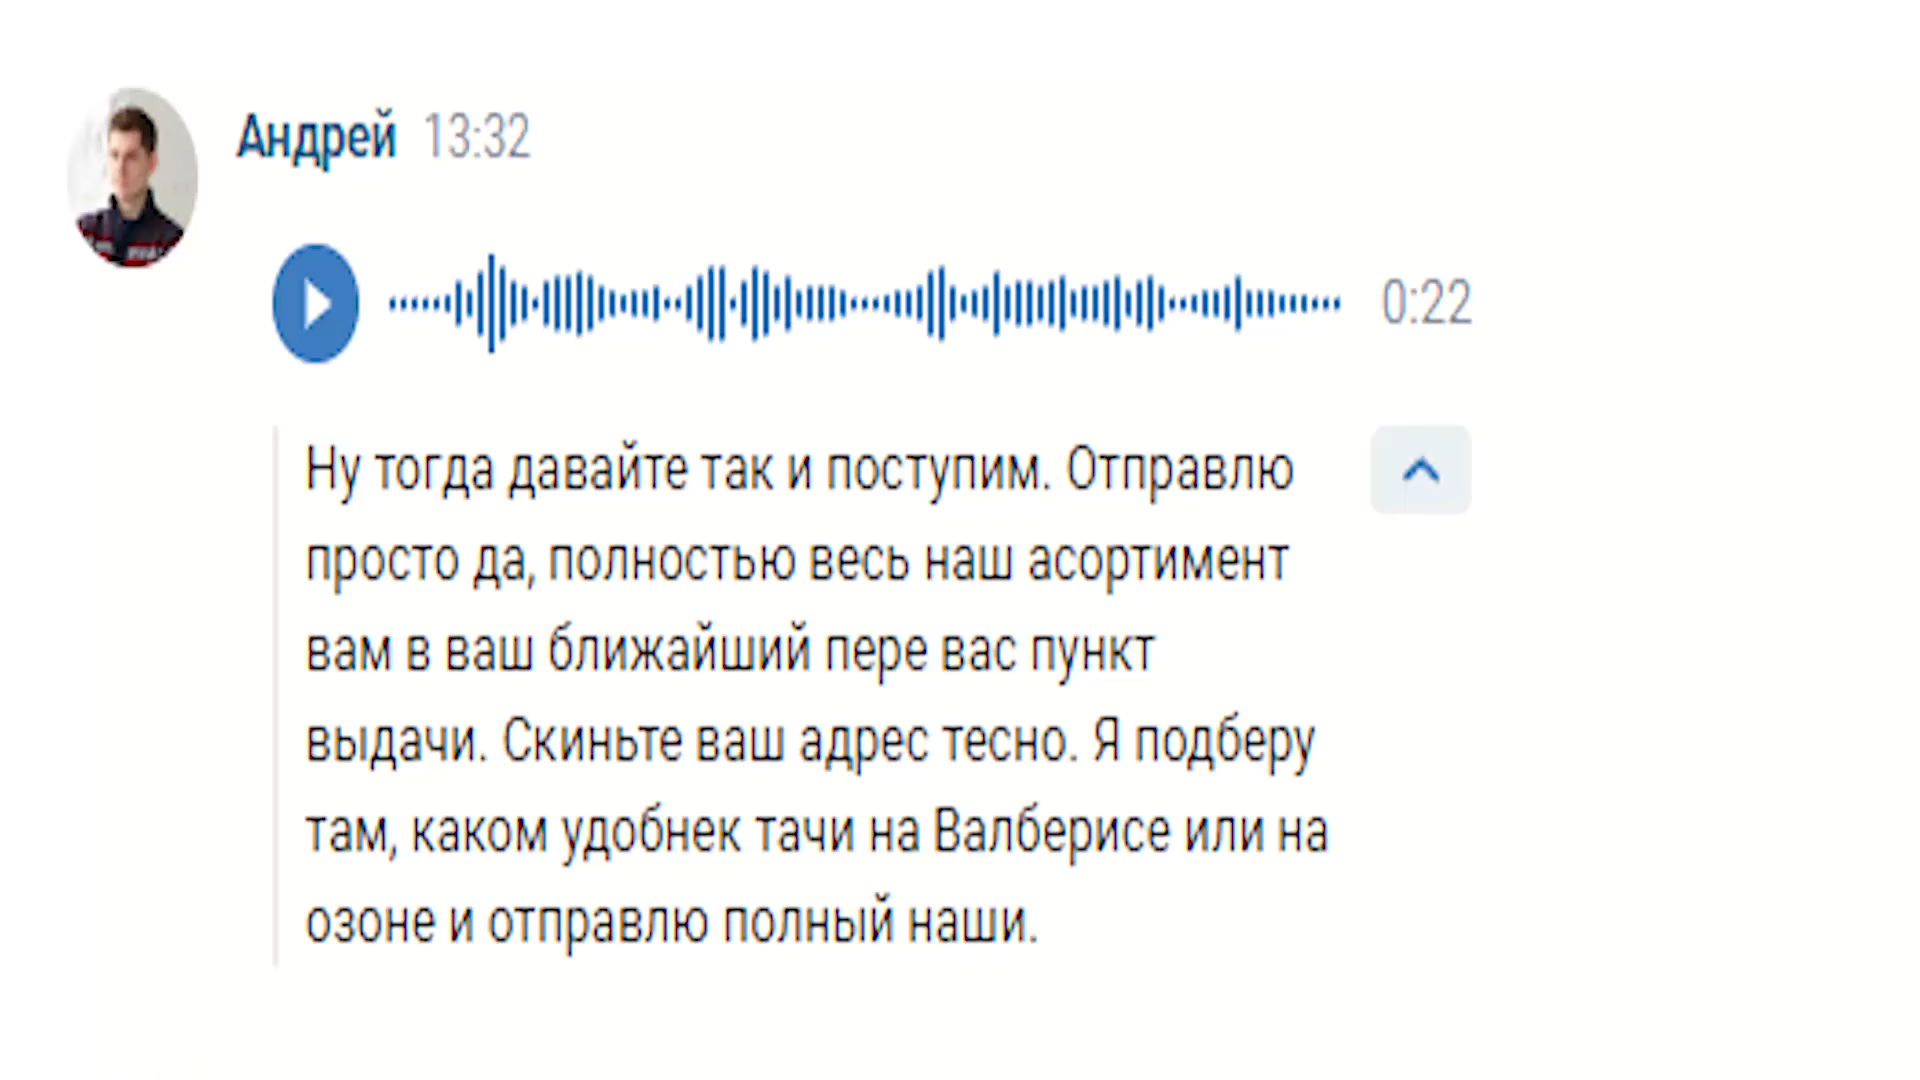 Андрей 13:32
0:22
Ну тогда давайте так и поступим. Отправлю
просто да, полностью весь наш асортимент
вам в ваш ближайший пере вас пункт
выдачи. Скиньте ваш адрес тесно. Я подберу
там, каком удобнек тачи на Валберисе или на
озоне и отправлю полный наши.